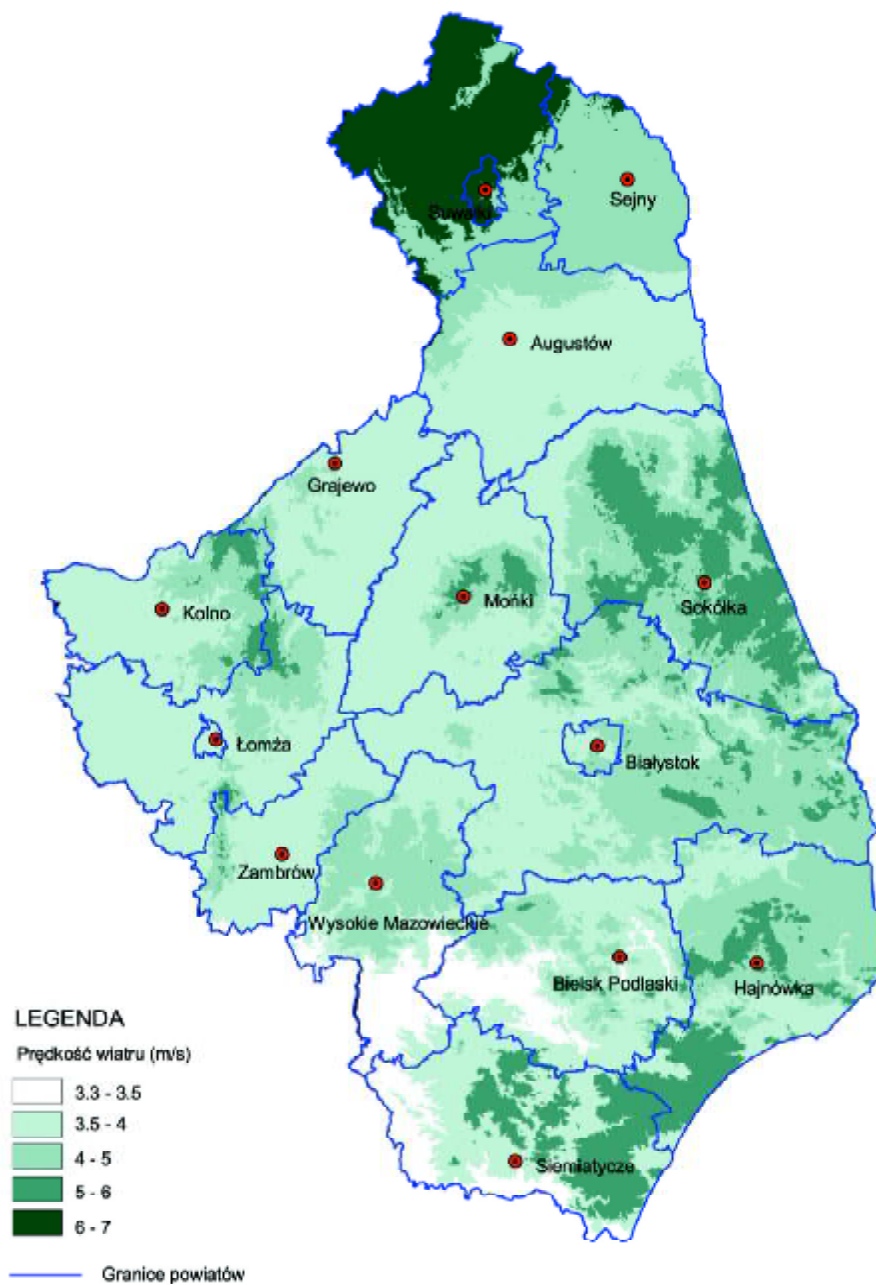 Suwałki
Sejny
Augustów
Grajewo
Kolno
Mońki
Sokółka
Łomża
Białystok
Zambrów
Wysokie Mazowieckie
Bielsk Podlaski
Hajnówka
Siemiatycze
LEGENDA
Prędkość wiatru (m/s)
3.3 - 3.5
3.5 - 4
4 - 5
5 - 6
6 - 7
Granice powiatów